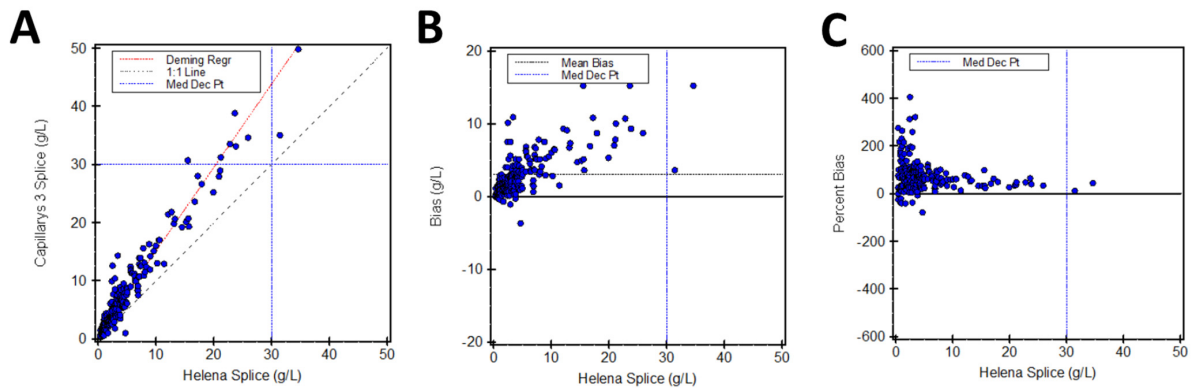 A
50
40
30
20
10
0
Capillarys 3 Splice (g/L)
Deming Regr
1:1 Line
Med Dec Pt
0 10 20 30 40 50
Helena Splice (g/L)
B
20
10
0
-10
-20
Bias (g/L)
Mean Bias
Med Dec Pt
0 10 20 30 40 50
Helena Splice (g/L)
C
600
400
200
0
-200
-400
-600
Percent Bias
Med Dec Pt
0 10 20 30 40 50
Helena Splice (g/L)